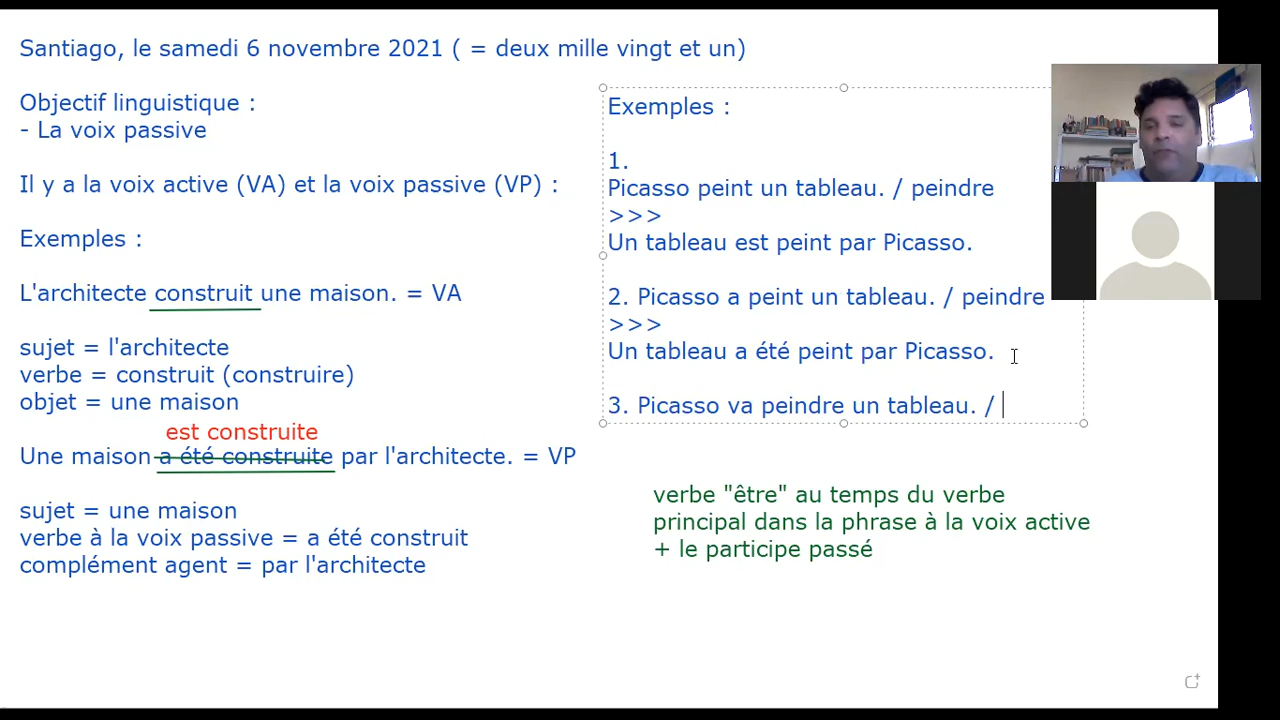 Santiago, le samedi 6 novembre 2021 ( = deux mille vingt et un)
Objectif linguistique :
- La voix passive
Il y a la voix active (VA) et la voix passive (VP) :
Exemples :
L'architecte construit une maison. = VA
sujet = l'architecte
verbe = construit (construire)
objet = une maison
est construite
Une maison a été construite par l'architecte. = VP
sujet = une maison
verbe à la voix passive = a été construit
complément agent = par l'architecte
Exemples :
1.
Picasso peint un tableau. / peindre
>>>
Un tableau est peint par Picasso.
2. Picasso a peint un tableau. / peindre
>>>
Un tableau a été peint par Picasso.
3. Picasso va peindre un tableau. /
verbe "être" au temps du verbe
principal dans la phrase à la voix active
+ le participe passé